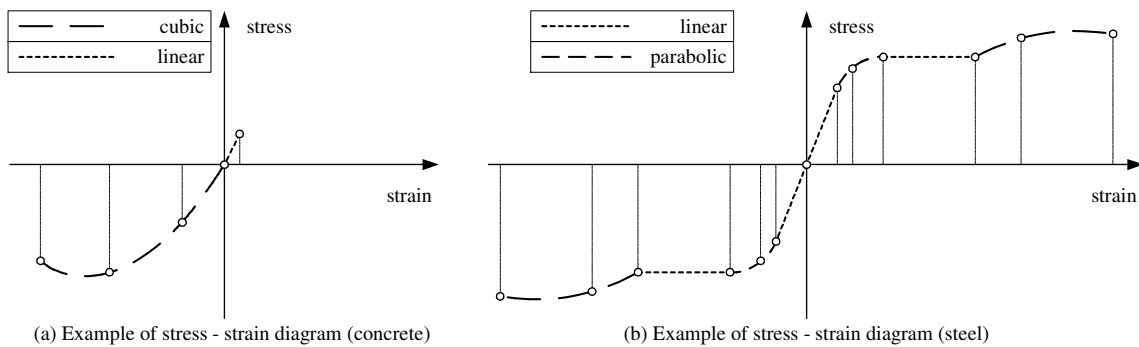 cubic
linear
stress
strain
(a) Example of stress - strain diagram (concrete)
linear
parabolic
stress
strain
(b) Example of stress - strain diagram (steel)